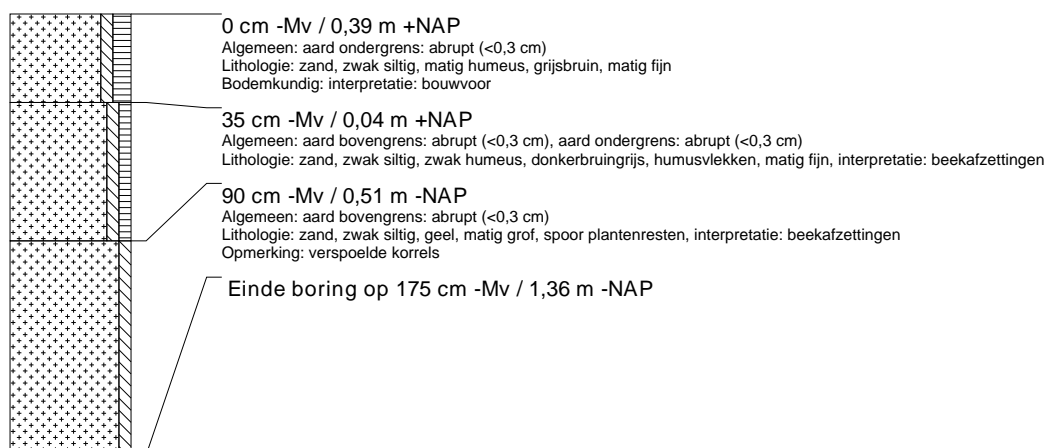 0 cm -Mv / 0,39 m +NAP
Algemeen: aard ondergrens: abrupt (<0,3 cm)
Lithologie: zand, zwak siltig, matig humeus, grijsbruin, matig fijn
Bodemkundig: interpretatie: bouwvoor
35 cm -Mv / 0,04 m +NAP
Algemeen: aard bovengrens: abrupt (<0,3 cm), aard ondergrens: abrupt (<0,3 cm)
Lithologie: zand, zwak siltig, zwak humeus, donkerbruingrijs, humusvlekken, matig fijn, interpretatie: beekafzettingen
90 cm -Mv / 0,51 m -NAP
Algemeen: aard bovengrens: abrupt (<0,3 cm)
Lithologie: zand, zwak siltig, geel, matig grof, spoor plantenresten, interpretatie: beekafzettingen
Opmerking: verspoelde korrels
Einde boring op 175 cm -Mv / 1,36 m -NAP